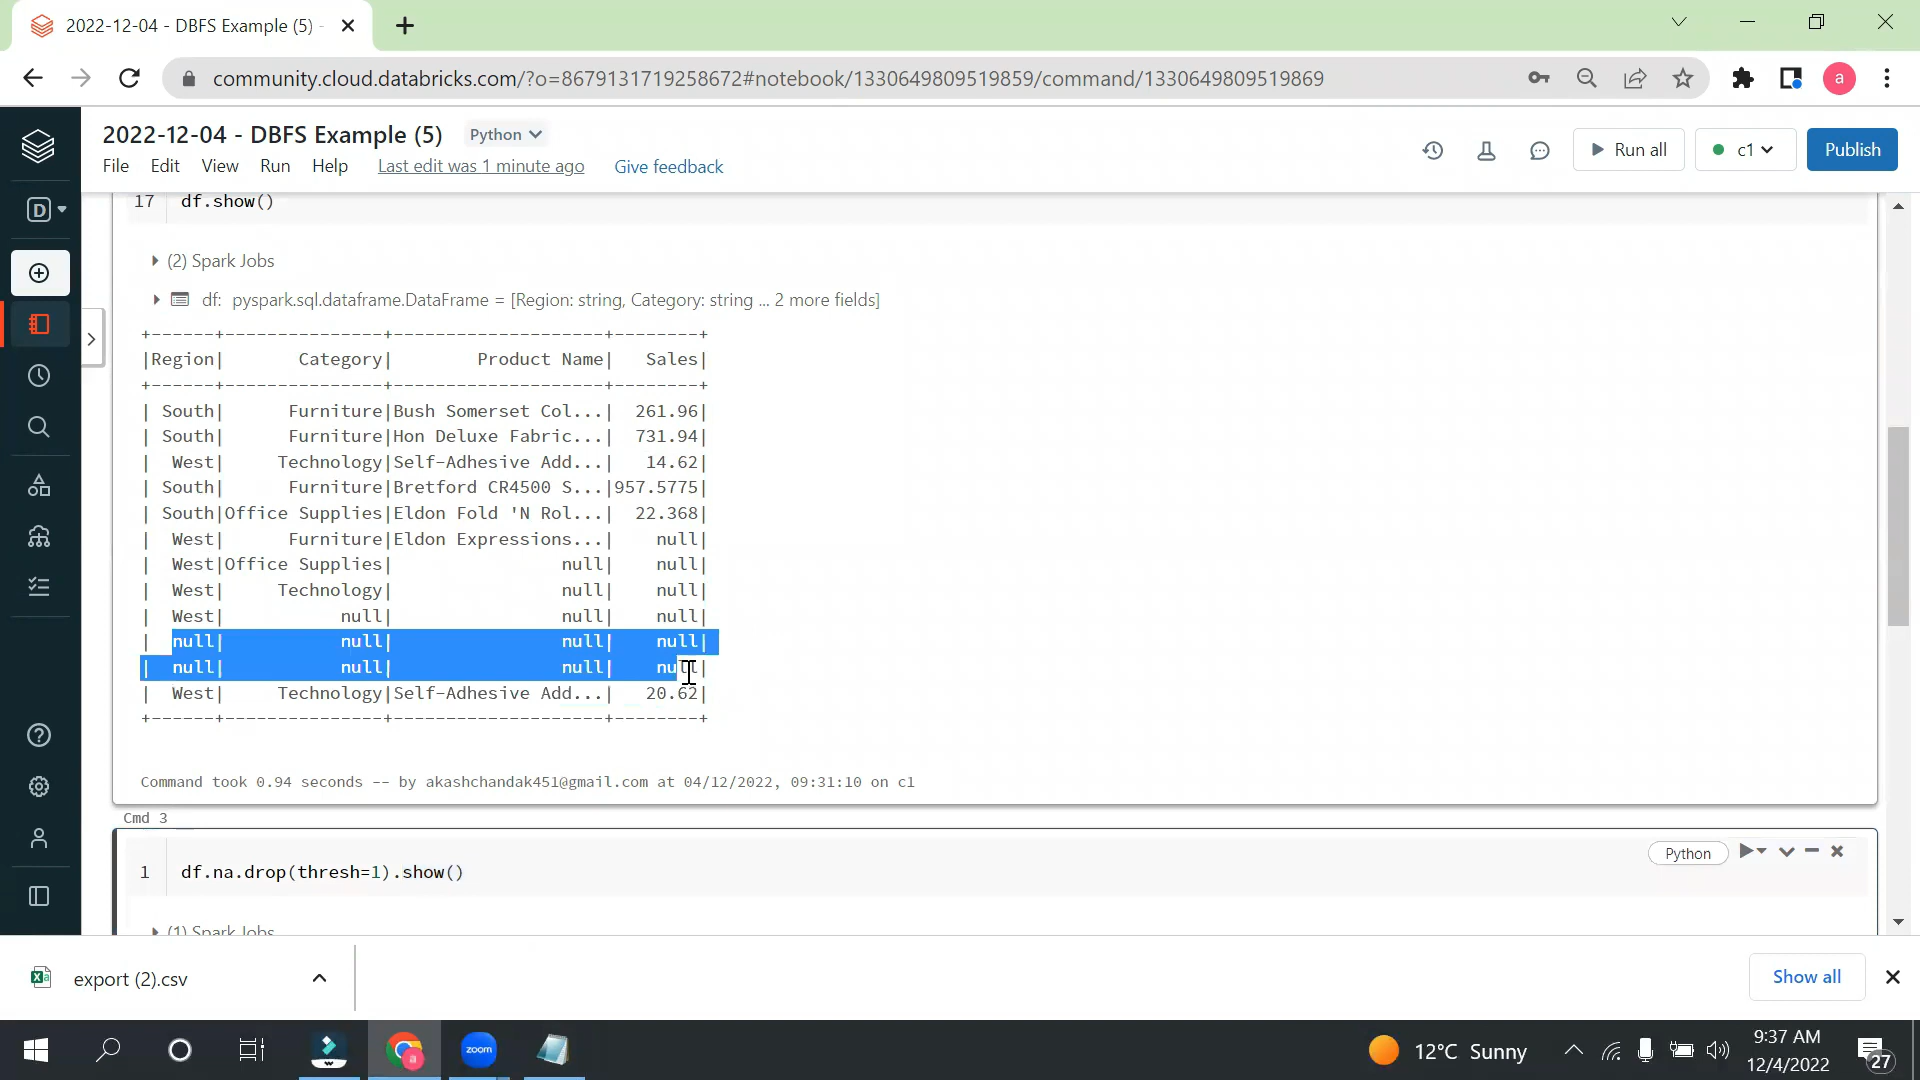 2022-12-04 - DBFS Example (5) -
community.cloud.databricks.com/?o=8679131719258672#notebook/1330649809519859/command/1330649809519869
a
2022-12-04 - DBFS Example (5)
Python
File Edit View Run Help Last edit was 1 minute ago Give feedback
Run all
c1
Publish
D
17 df.show()
(2) Spark Jobs
df: pyspark.sql.dataframe.DataFrame = [Region: string, Category: string ... 2 more fields]
+------+---------------+--------------------+--------+
|Region|       Category|        Product Name|   Sales|
+------+---------------+--------------------+--------+
| South|      Furniture|Bush Somerset Col...|  261.96|
| South|      Furniture|Hon Deluxe Fabric...|  731.94|
|  West|     Technology|Self-Adhesive Add...|   14.62|
| South|      Furniture|Bretford CR4500 S...|957.5775|
| South|Office Supplies|Eldon Fold 'N Rol...|  22.368|
|  West|      Furniture|Eldon Expressions...|    null|
|  West|Office Supplies|                null|    null|
|  West|     Technology|                null|    null|
|  West|           null|                null|    null|
|  null|           null|                null|    null|
|  null|           null|                null|    null|
|  West|     Technology|Self-Adhesive Add...|   20.62|
+------+---------------+--------------------+--------+
Command took 0.94 seconds -- by akashchandak451@gmail.com at 04/12/2022, 09:31:10 on c1
Cmd 3
Python
1 df.na.drop(thresh=1).show()
(1) Spark Jobs
export (2).csv
Show all
zoom
a
12°C Sunny
9:37 AM
12/4/2022
27